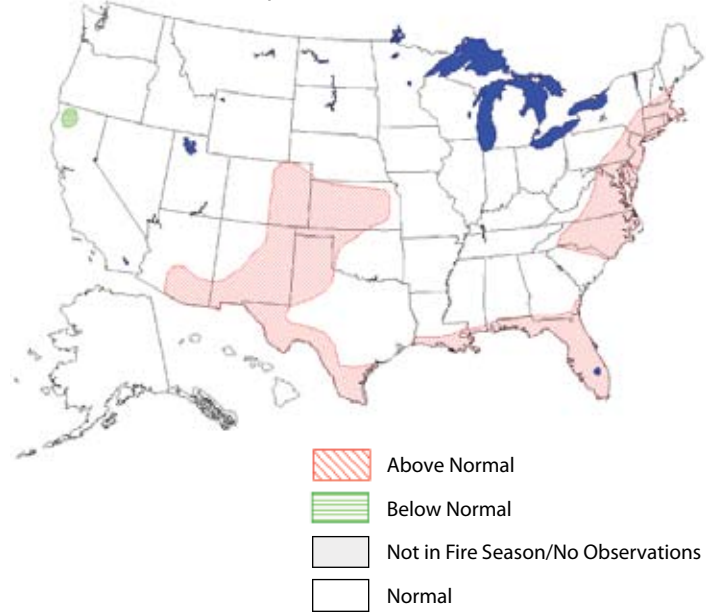 Above Normal
Below Normal
Not in Fire Season/No Observations
Normal